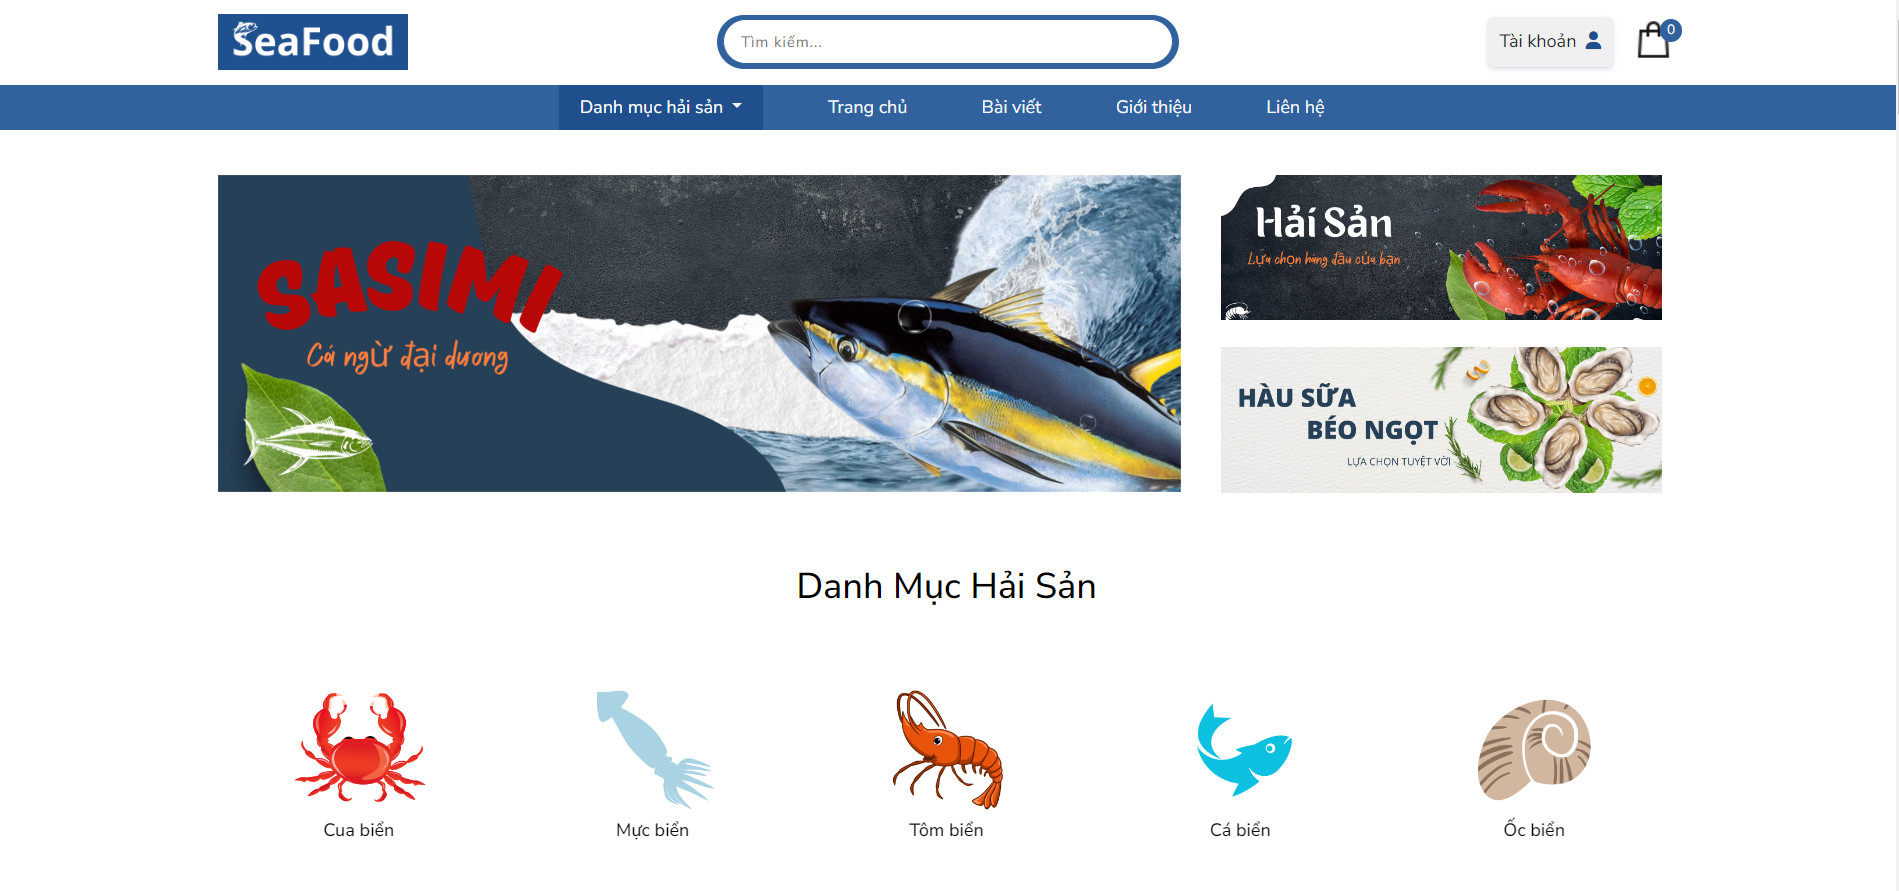 SeaFood
Tìm kiếm...
Tài khoản
0
Danh mục hải sản
Trang chủ
Bài viết
Giới thiệu
Liên hệ
SASIMI
Cá ngừ đại dương
Hải Sản
Lựa chọn hàng đầu của bạn
HÀU SỮA
BÉO NGỌT
LỰA CHỌN TUYỆT VỜI
Danh Mục Hải Sản
Cua biển
Mực biển
Tôm biển
Cá biển
Ốc biển